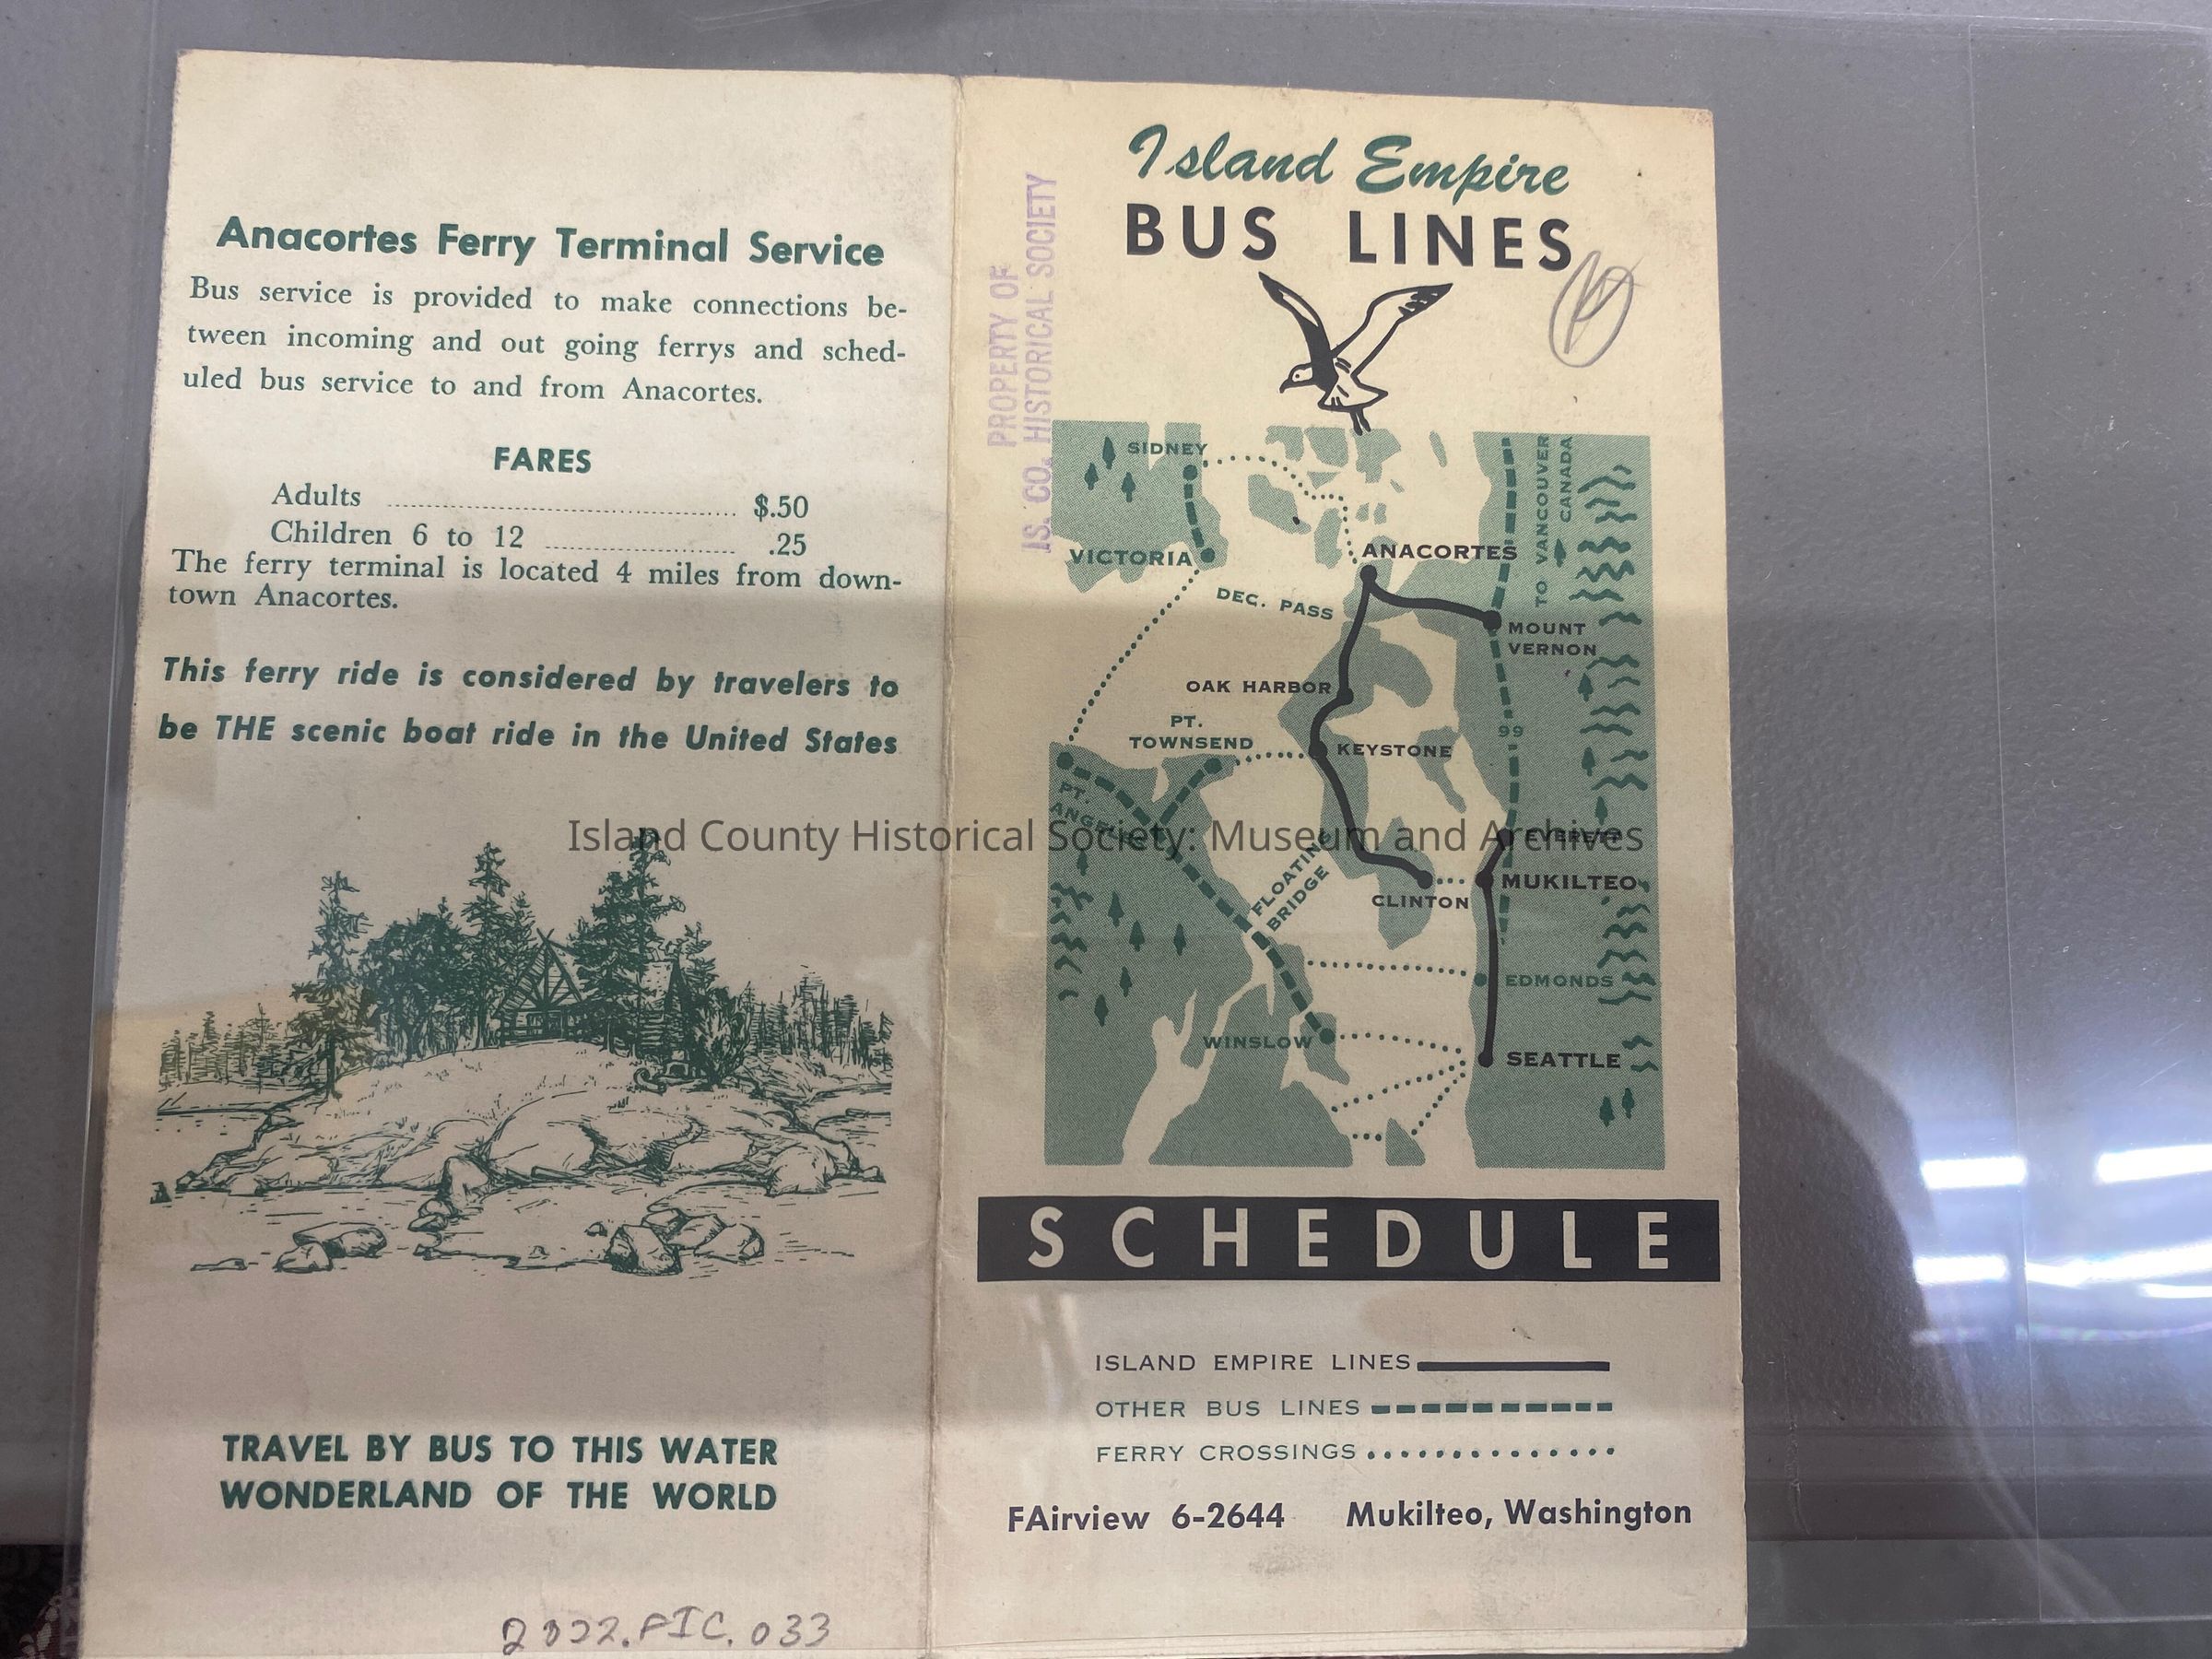 Anacortes Ferry Terminal Service
Bus service is provided to make connections be-
tween incoming and out going ferrys and sched-
uled bus service to and from Anacortes.
FARES
Adults ........................ $.50
Children 6 to 12 ........................ .25
The ferry terminal is located 4 miles from down-
town Anacortes.
This ferry ride is considered by travelers to
be THE scenic boat ride in the United States
TRAVEL BY BUS TO THIS WATER
WONDERLAND OF THE WORLD
2022.PIC.033
Island Empire
BUS LINES
PROPERTY OF
IS. CO. HISTORICAL SOCIETY
SIDNEY
TO VANCOUVER
CANADA
VICTORIA
ANACORTES
DEC. PASS
MOUNT
VERNON
OAK HARBOR
PT.
TOWNSEND
99
KEYSTONE
PT.
ANGELES
Island County Historical Society: Museum and Archives
EVERETT
FLOATING
BRIDGE
MUKILTEO
CLINTON
EDMONDS
WINSLOW
SEATTLE
SCHEDULE
ISLAND EMPIRE LINES
OTHER BUS LINES
FERRY CROSSINGS
FAirview 6-2644 Mukilteo, Washington